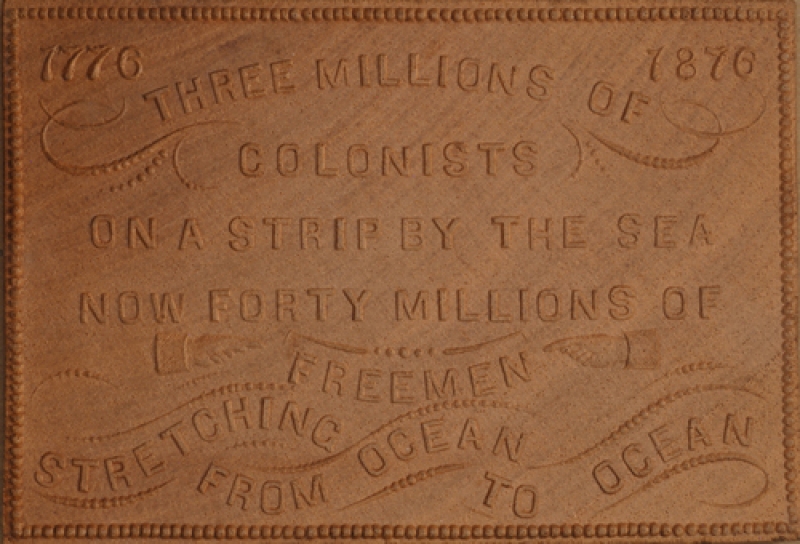 1776 1876
THREE MILLIONS OF
COLONISTS
ON A STRIP BY THE SEA
NOW FORTY MILLIONS OF
FREEMEN
STRETCHING
FROM OCEAN
TO OCEAN